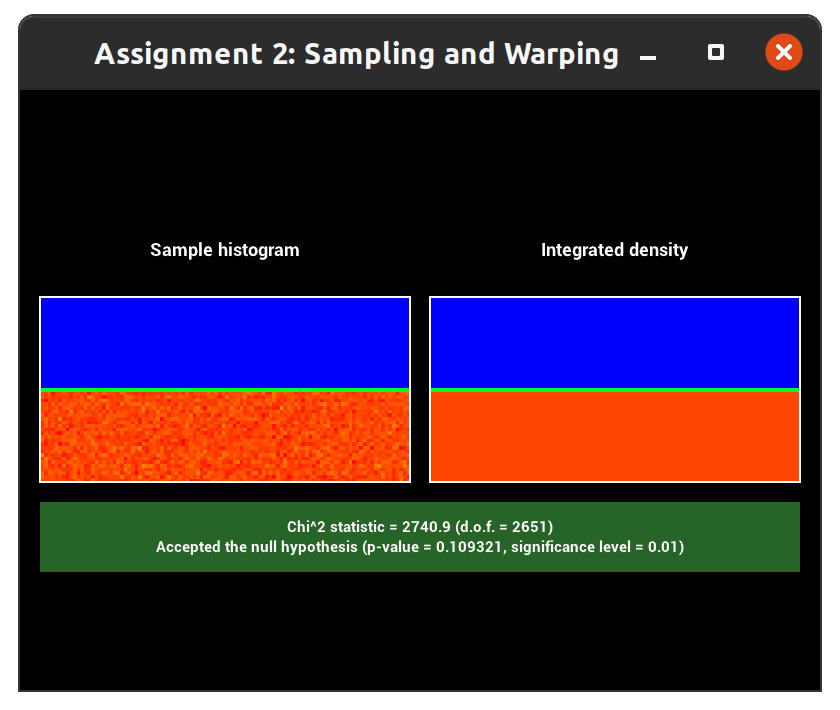 Assignment 2: Sampling and Warping
Sample histogram
Integrated density
Chi^2 statistic = 2740.9 (d.o.f. = 2651)
Accepted the null hypothesis (p-value = 0.109321, significance level = 0.01)